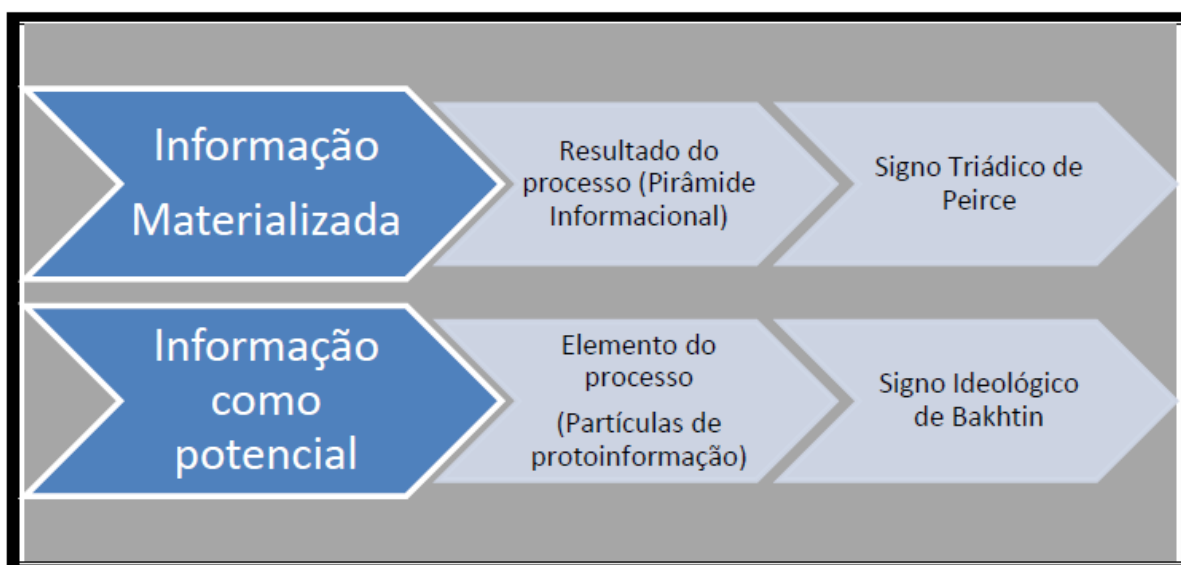 Informação
Materializada
Resultado do
processo (Pirâmide
Informacional)
Signo Triádico de
Peirce
Informação
como
potencial
Elemento do
processo
(Partículas de
protoinformação)
Signo Ideológico
de Bakhtin